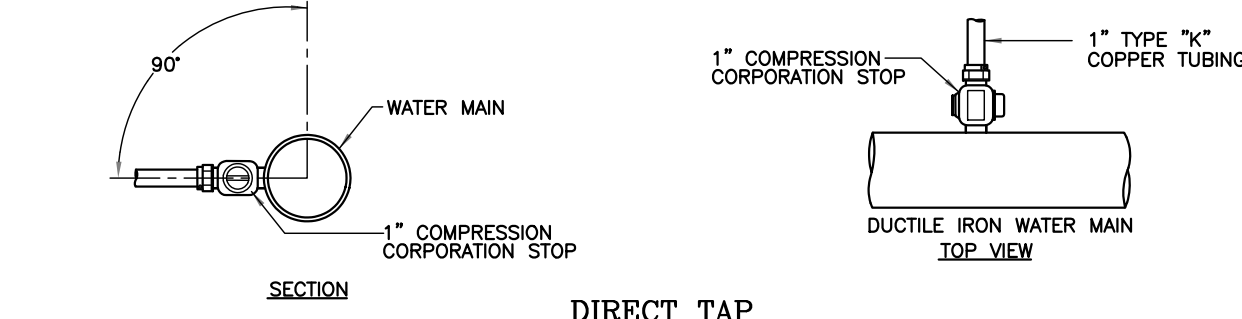 90°
WATER MAIN
1" COMPRESSION
CORPORATION STOP
SECTION
1" COMPRESSION
CORPORATION STOP
1" TYPE "K"
COPPER TUBING
DUCTILE IRON WATER MAIN
TOP VIEW
DIRECT TAP